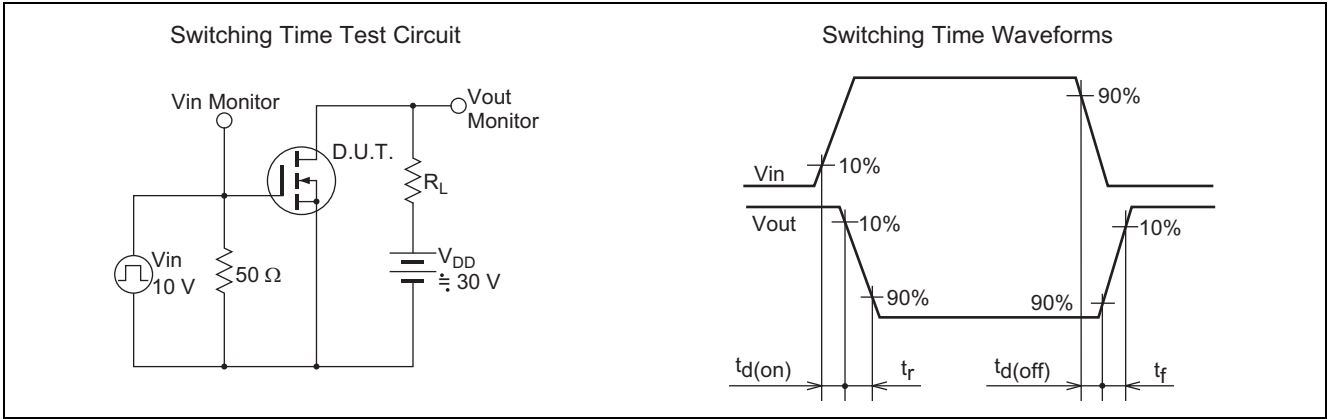 Switching Time Test Circuit
Vin Monitor
Vout
Monitor
D.U.T.
RL
Vin
10 V
50 Ω
VDD
≒ 30 V
Switching Time Waveforms
90%
10%
Vin
Vout
10%
10%
90%
90%
td(on)
tr
td(off)
tf